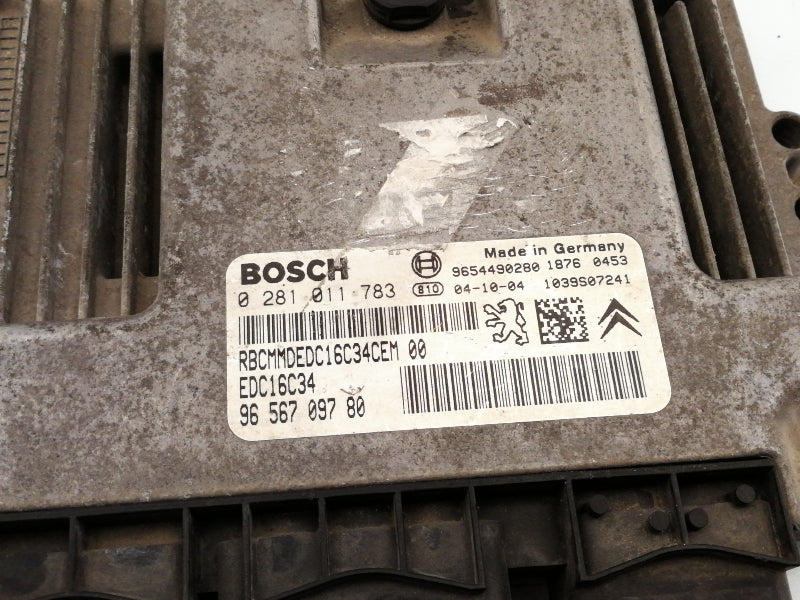 BOSCH
Made in Germany
9654490280 1876 0453
0 281 011 783 810 04-10-04 1039S07241
RBCMMDEDC16C34CEM 00
EDC16C34
96 567 097 80